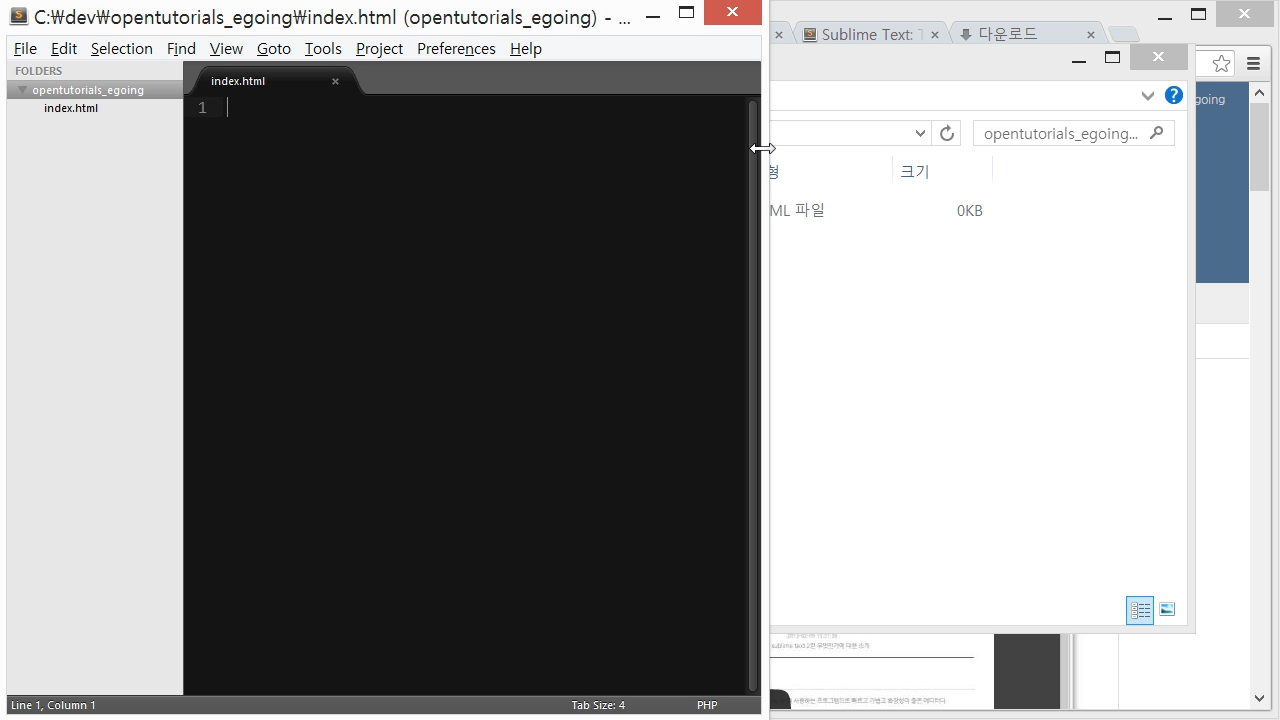 C:₩dev₩opentutorials_egoing₩index.html (opentutorials_egoing) - ...
File Edit Selection Find View Goto Tools Project Preferences Help
FOLDERS
opentutorials_egoing
index.html
index.html
1
Line 1, Co
Tab Size: 4
PHP
Sublime Text:
다운로드
going
opentutorials_egoing...
형
크기
ML 파일
0KB